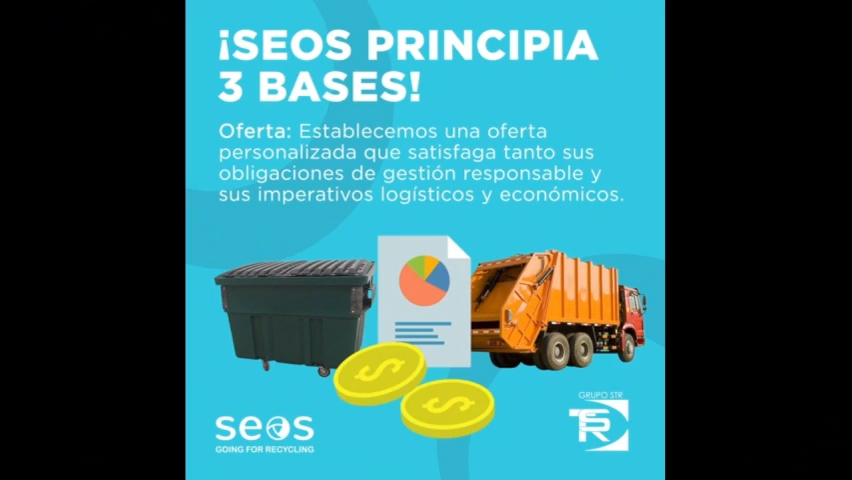 ¡SEOS PRINCIPIA
3 BASES!
Oferta: Establecemos una oferta
personalizada que satisfaga tanto sus
obligaciones de gestión responsable y
sus imperativos logísticos y económicos.
seos
GOING FOR RECYCLING
GRUPO STR
STR